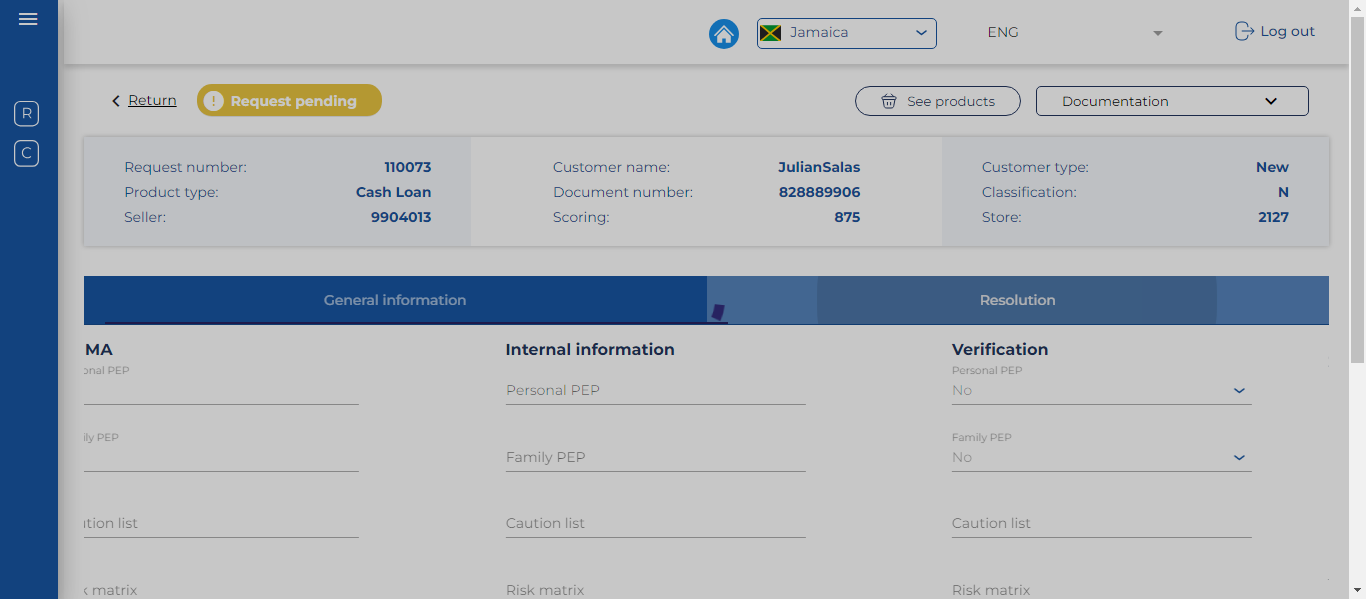 Jamaica
ENG
Log out
R
C
Return
! Request pending
See products
Documentation
Request number: 110073
Product type: Cash Loan
Seller: 9904013
Customer name: JulianSalas
Document number: 828889906
Scoring: 875
Customer type: New
Classification: N
Store: 2127
General information
Resolution
MA
onal PEP
ily PEP
ution list
k matrix
Internal information
Personal PEP
Family PEP
Caution list
Risk matrix
Verification
Personal PEP
No
Family PEP
No
Caution list
Risk matrix